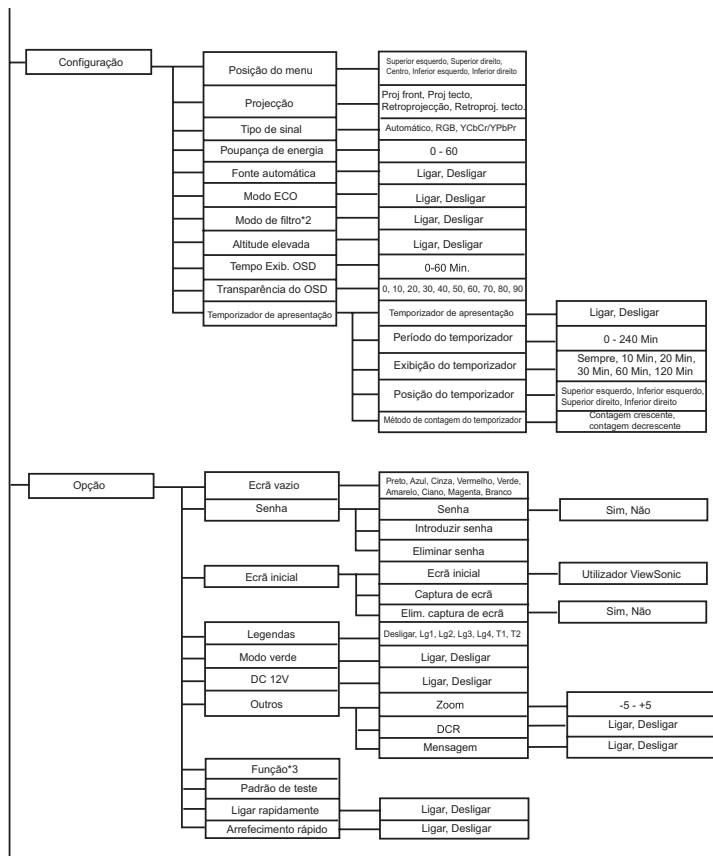 Configuração
Posição do menu
Superior esquerdo, Superior direito,
Centro, Inferior esquerdo, Inferior direito
Projecção
Proj front, Proj tecto,
Retroprojecção, Retroproj. tecto.
Tipo de sinal
Automático, RGB, YCbCr/YPbPr
Poupança de energia
0 - 60
Fonte automática
Ligar, Desligar
Modo ECO
Ligar, Desligar
Modo de filtro*2
Ligar, Desligar
Altitude elevada
Ligar, Desligar
Tempo Exib. OSD
0-60 Min.
Transparência do OSD
0, 10, 20, 30, 40, 50, 60, 70, 80, 90
Temporizador de apresentação
Temporizador de apresentação
Ligar, Desligar
Período do temporizador
0 - 240 Min
Exibição do temporizador
Sempre, 10 Min, 20 Min,
30 Min, 60 Min, 120 Min
Posição do temporizador
Superior esquerdo, Inferior esquerdo,
Superior direito, Inferior direito
Método de contagem do temporizador
Contagem crescente,
contagem decrescente
Opção
Ecrã vazio
Preto, Azul, Cinza, Vermelho, Verde,
Amarelo, Ciano, Magenta, Branco
Senha
Senha
Sim, Não
Introduzir senha
Eliminar senha
Ecrã inicial
Ecrã inicial
Utilizador ViewSonic
Captura de ecrã
Elim. captura de ecrã
Sim, Não
Legendas
Desligar, Lg1, Lg2, Lg3, Lg4, T1, T2
Modo verde
Ligar, Desligar
DC 12V
Ligar, Desligar
Outros
Zoom
-5 - +5
DCR
Ligar, Desligar
Mensagem
Ligar, Desligar
Função*3
Padrão de teste
Ligar rapidamente
Ligar, Desligar
Arrefecimento rápido
Ligar, Desligar